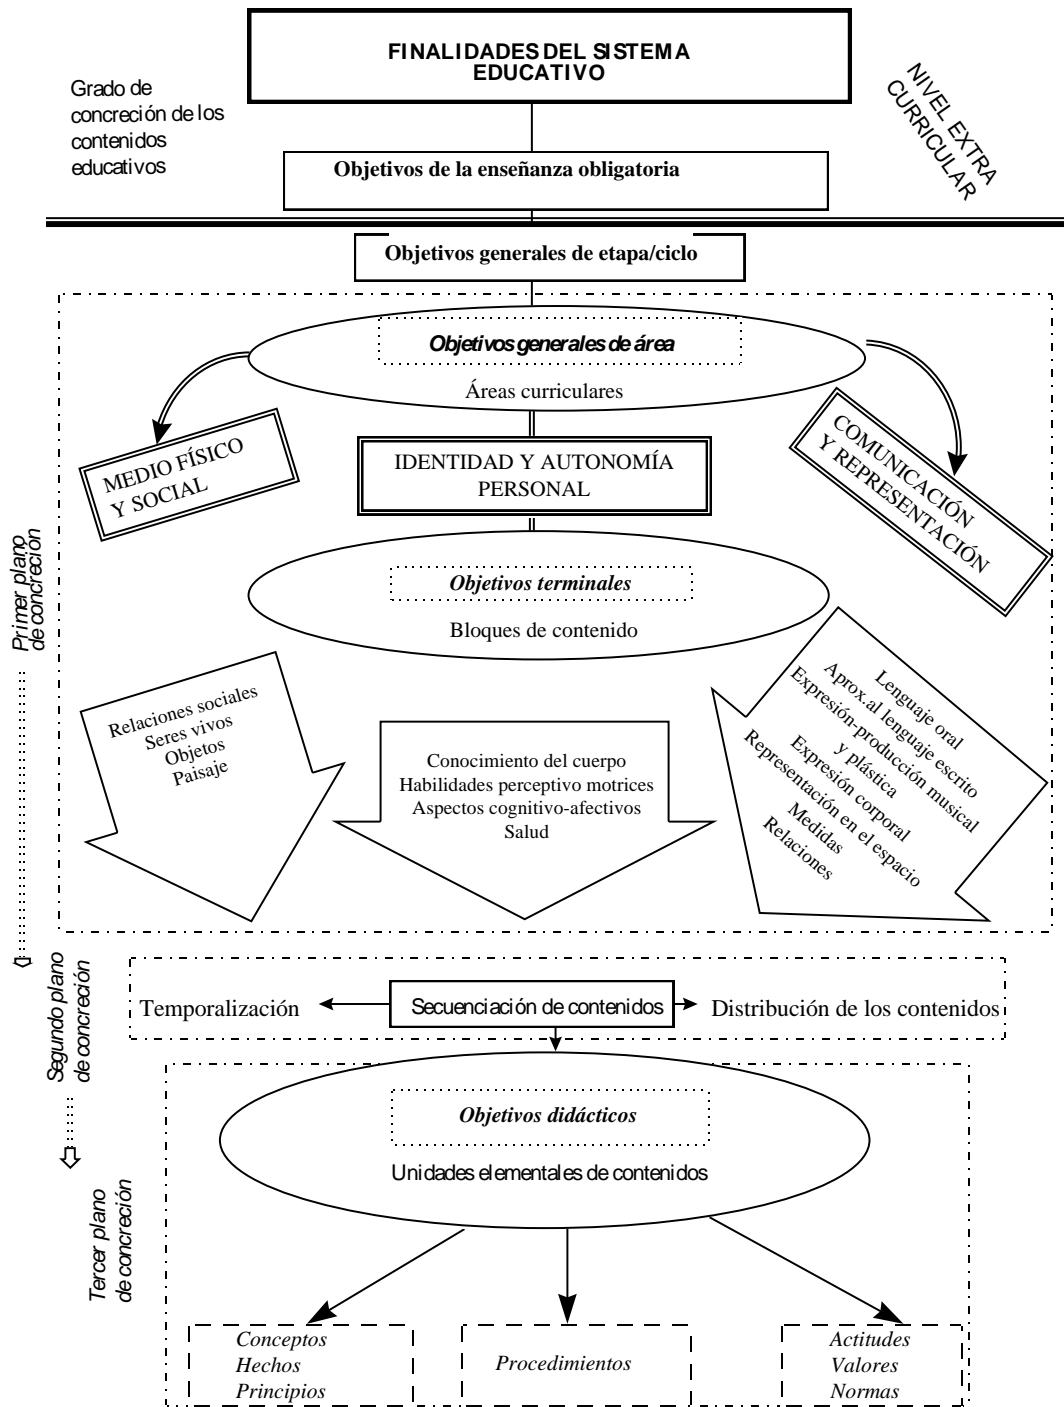 FINALIDADES DEL SISTEMA
EDUCATIVO
Grado de
concreción de los
contenidos
educativos
NIVEL EXTRA
CURRICULAR
Objetivos de la enseñanza obligatoria
Objetivos generales de etapa/ciclo
Objetivos generales de área
Áreas curriculares
MEDIO FÍSICO
Y SOCIAL
IDENTIDAD Y AUTONOMÍA
PERSONAL
COMUNICACIÓN
Y REPRESENTACIÓN
Primer plano
de concreción
Objetivos terminales
Bloques de contenido
Relaciones sociales
Seres vivos
Objetos
Paisaje
Conocimiento del cuerpo
Habilidades perceptivo motrices
Aspectos cognitivo-afectivos
Salud
Lenguaje oral
Aprox.al lenguaje escrito
Expresión-producción musical
y plástica
Expresión corporal
Representación en el espacio
Medidas
Relaciones
Segundo plano
de concreción
Temporalización
Secuenciación de contenidos
Distribución de los contenidos
Objetivos didácticos
Unidades elementales de contenidos
Tercer plano
de concreción
Conceptos
Hechos
Principios
Procedimientos
Actitudes
Valores
Normas